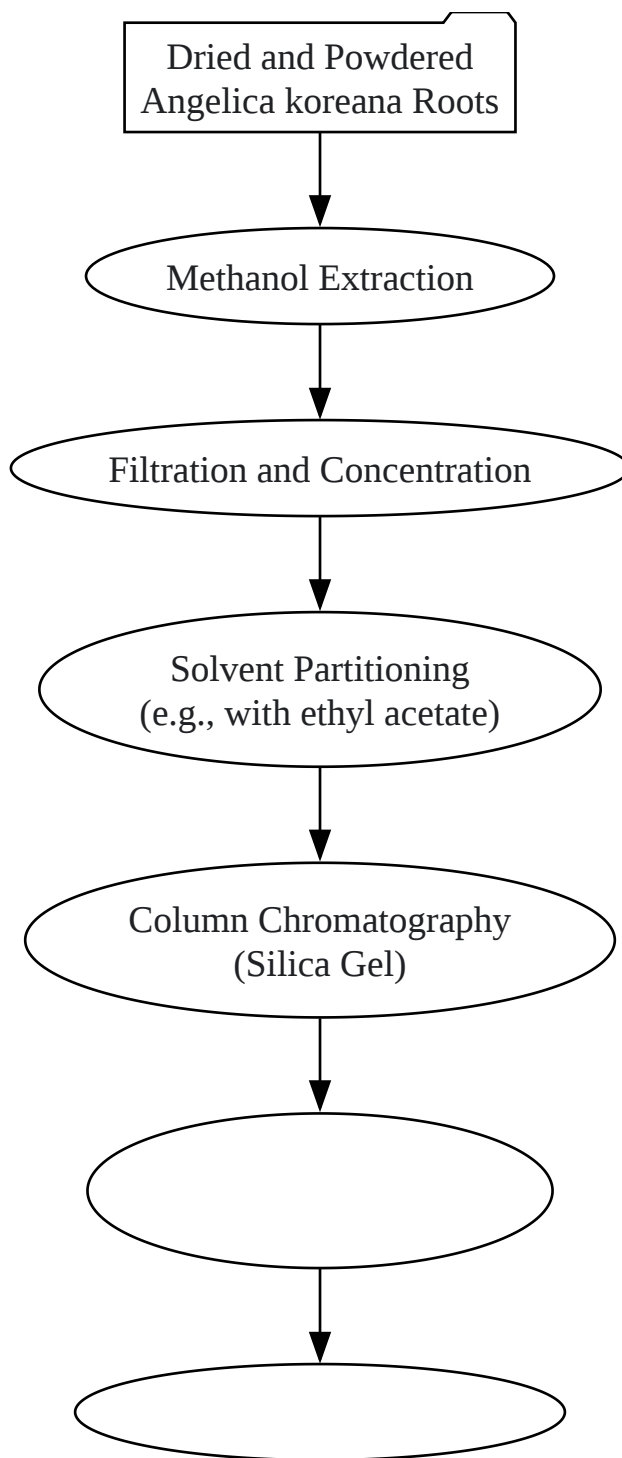 Dried and Powdered
Angelica koreana Roots
Methanol Extraction
Filtration and Concentration
Solvent Partitioning
(e.g., with ethyl acetate)
Column Chromatography
(Silica Gel)